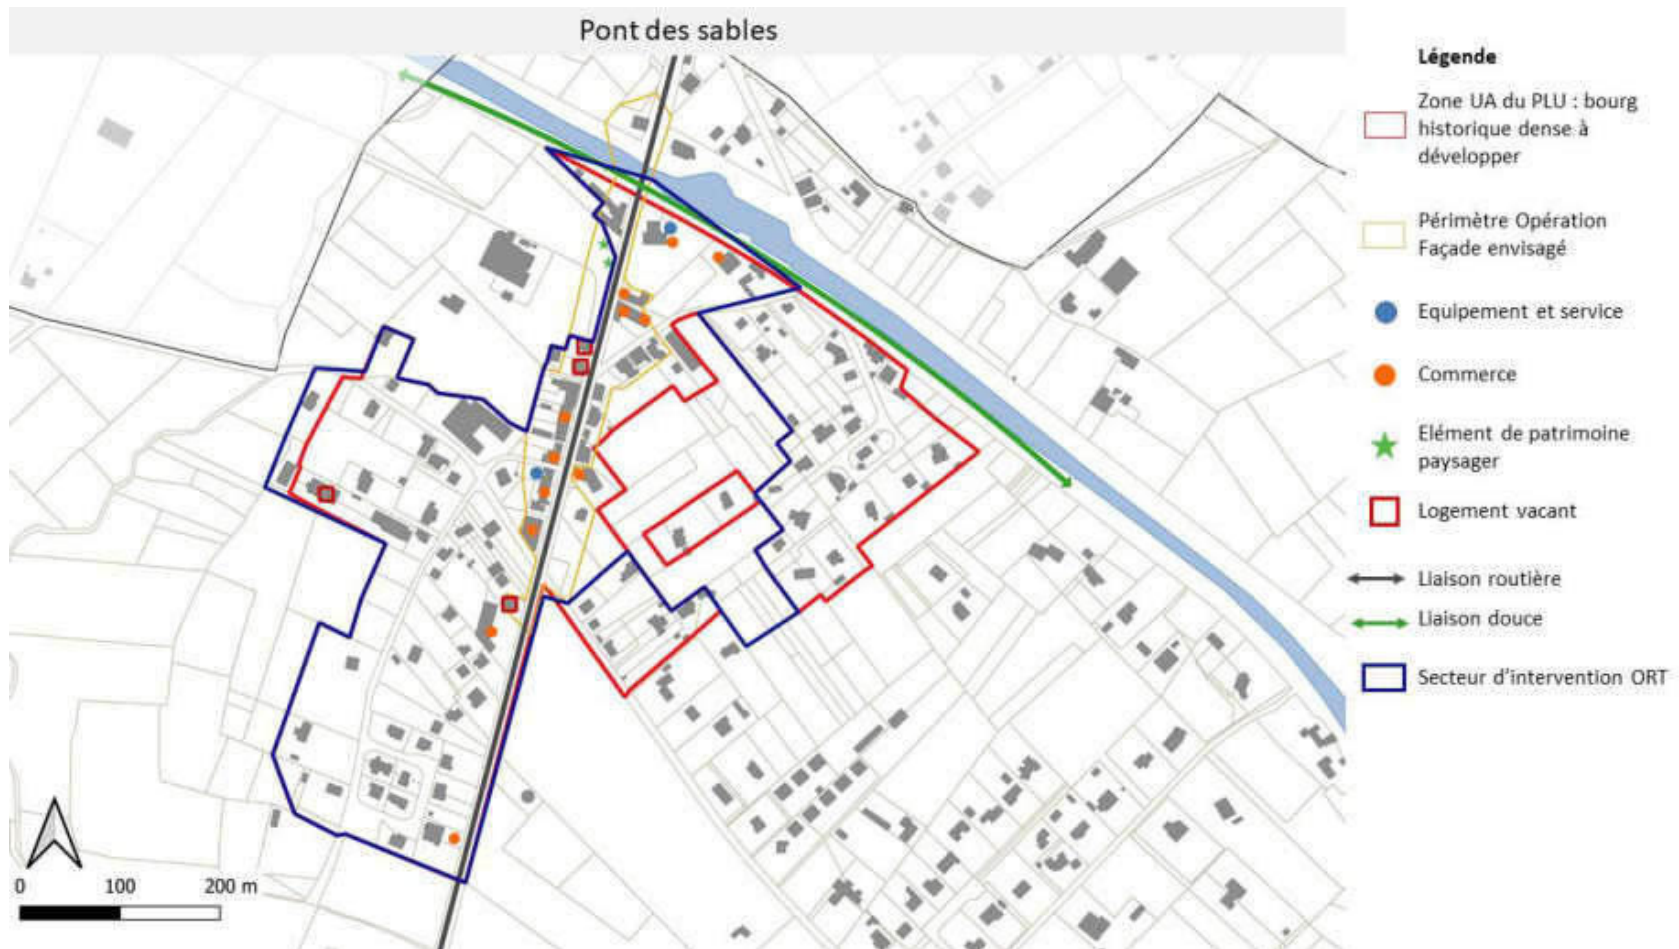 Pont des sables
Légende
Zone UA du PLU : bourg
historique dense à
développer
Périmètre Opération
Façade envisagé
Equipement et service
Commerce
Elément de patrimoine
paysager
Logement vacant
Liaison routière
Liaison douce
Secteur d'intervention ORT
0 100 200 m